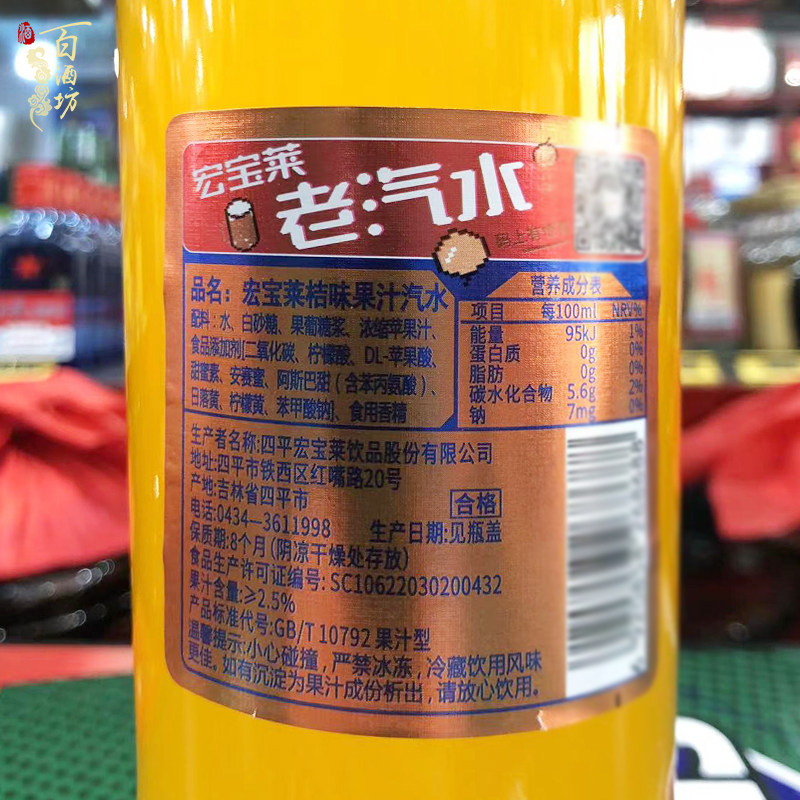 百酒坊
宏宝莱
老汽水
品名：宏宝莱桔味果汁汽水
配料：水、白砂糖、果葡糖浆、浓缩苹果汁、
食品添加剂[二氧化碳、柠檬酸、DL-苹果酸、
甜蜜素、安赛蜜、阿斯巴甜（含苯丙氨酸）、
日落黄、柠檬黄、苯甲酸钠]、食用香精
营养成分表
项目 每100ml NRV%
能量 95kJ 1%
蛋白质 0g 0%
脂肪 0g 0%
碳水化合物 5.6g 2%
钠 7mg 0%
生产者名称:四平宏宝莱饮品股份有限公司
地址:四平市铁西区红嘴路20号
产地:吉林省四平市
合格
电话:0434—3611998 生产日期:见瓶盖
保质期:8个月(阴凉干燥处存放)
食品生产许可证编号: SC10622030200432
果汁含量:≥2.5%
产品标准代号:GB/T 10792 果汁型
温馨提示:小心碰撞，严禁冰冻，冷藏饮用风味
更佳。如有沉淀为果汁成份析出，请放心饮用。